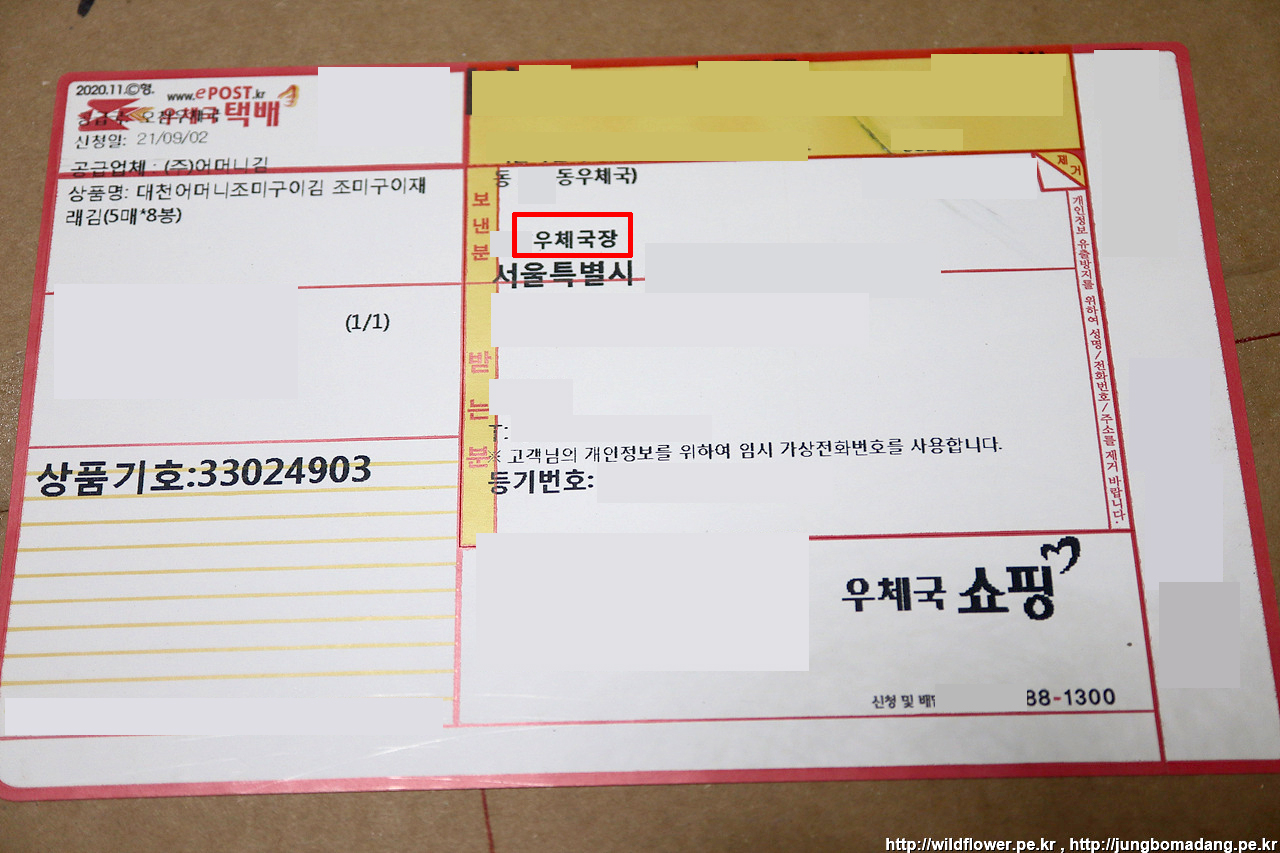 2020.11.ⓒ형.
www.ePOST.kr
우체국택배
신청일: 21/09/02
공급업체 : (주)어머니김
상품명: 대천어머니조미구이김 조미구이재
래김(5매*8봉)
(1/1)
상품기호:33024903
보낸분
동 동우체국)
우체국장
서울특별시
받는분
T:
※ 고객님의 개인정보를 위하여 임시 가상전화번호를 사용합니다.
등기번호:
제거
개인정보 유출방지를 위하여 성명/전화번호/주소를 제거 바랍니다.
우체국 쇼핑
신청 및 배
88-1300
http://wildflower.pe.kr , http://jungbomadang.pe.kr